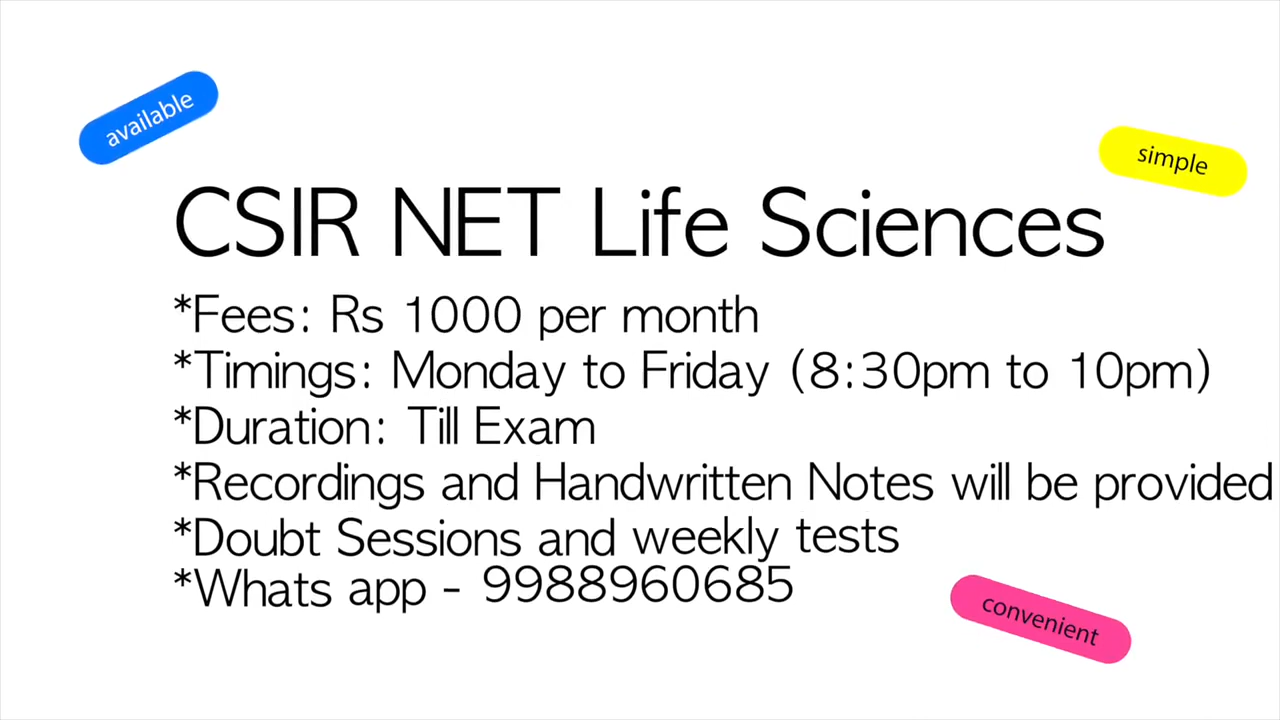 available
simple
CSIR NET Life Sciences
*Fees: Rs 1000 per month
*Timings: Monday to Friday (8:30pm to 10pm)
*Duration: Till Exam
*Recordings and Handwritten Notes will be provided
*Doubt Sessions and weekly tests
*Whats app - 9988960685
convenient